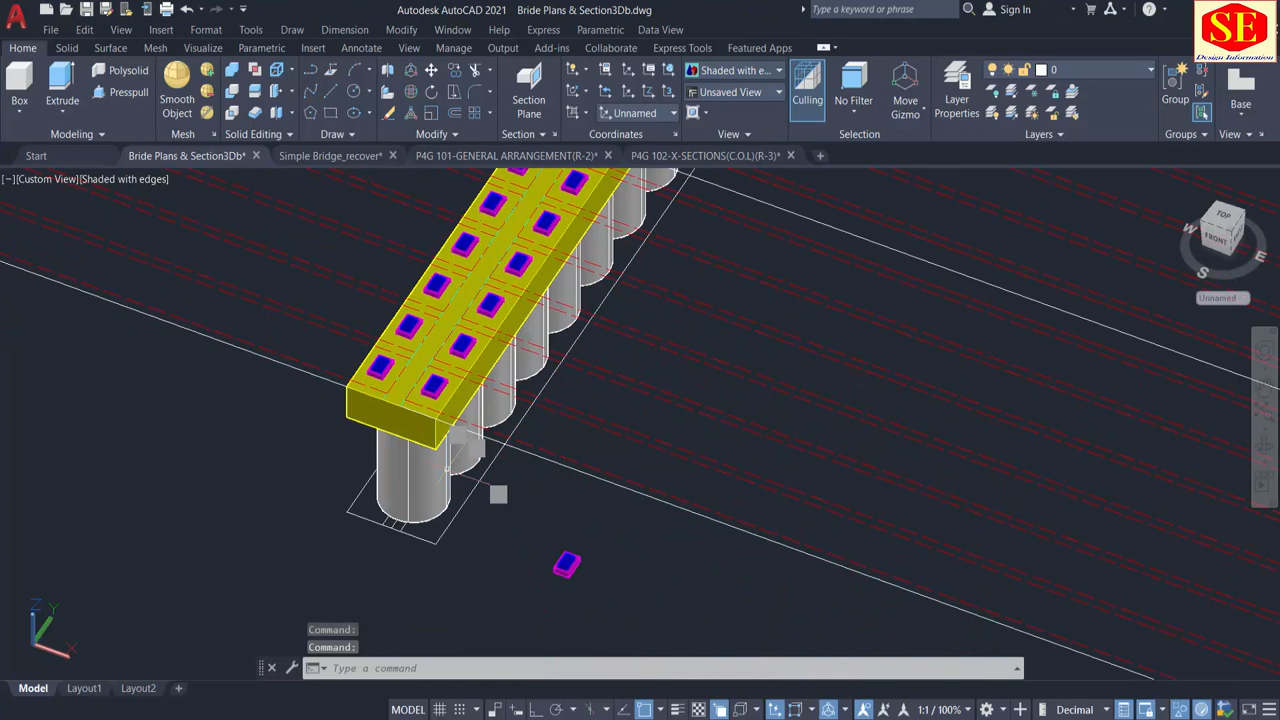 Autodesk AutoCAD 2021 Bride Plans & Section3Db.dwg
Type a keyword or phrase
Sign In
File Edit View Insert Format Tools Draw Dimension Modify Window Help Express Parametric Data View
Home Solid Surface Mesh Visualize Parametric Insert Annotate View Manage Output Add-ins Collaborate Express Tools Featured Apps
SE
Design Information
Box
Extrude
Polysolid
Presspull
Smooth
Object
Section
Plane
Unnamed
Shaded with e...
Unsaved View
Culling
No Filter
Move
Gizmo
Layer
Properties
0
Group
Base
Modeling
Mesh
Solid Editing
Draw
Modify
Section
Coordinates
View
Selection
Layers
Groups
View
Start
Bride Plans & Section3Db*
Simple Bridge_recover*
P4G 101-GENERAL ARRANGEMENT(R-2)*
P4G 102-X-SECTIONS(C.O.L)(R-3)*
[−][Custom View][Shaded with edges]
TOP
FRONT
W
E
S
Unnamed
Z
Y
X
Command:
Command:
Type a command
Model Layout1 Layout2
MODEL
1:1 / 100%
Decimal